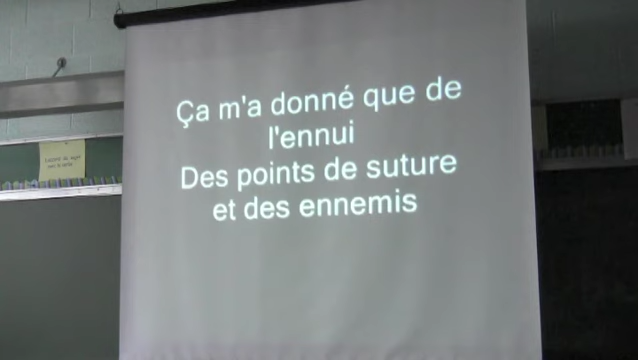 Ça m'a donné que de
l'ennui
Des points de suture
et des ennemis